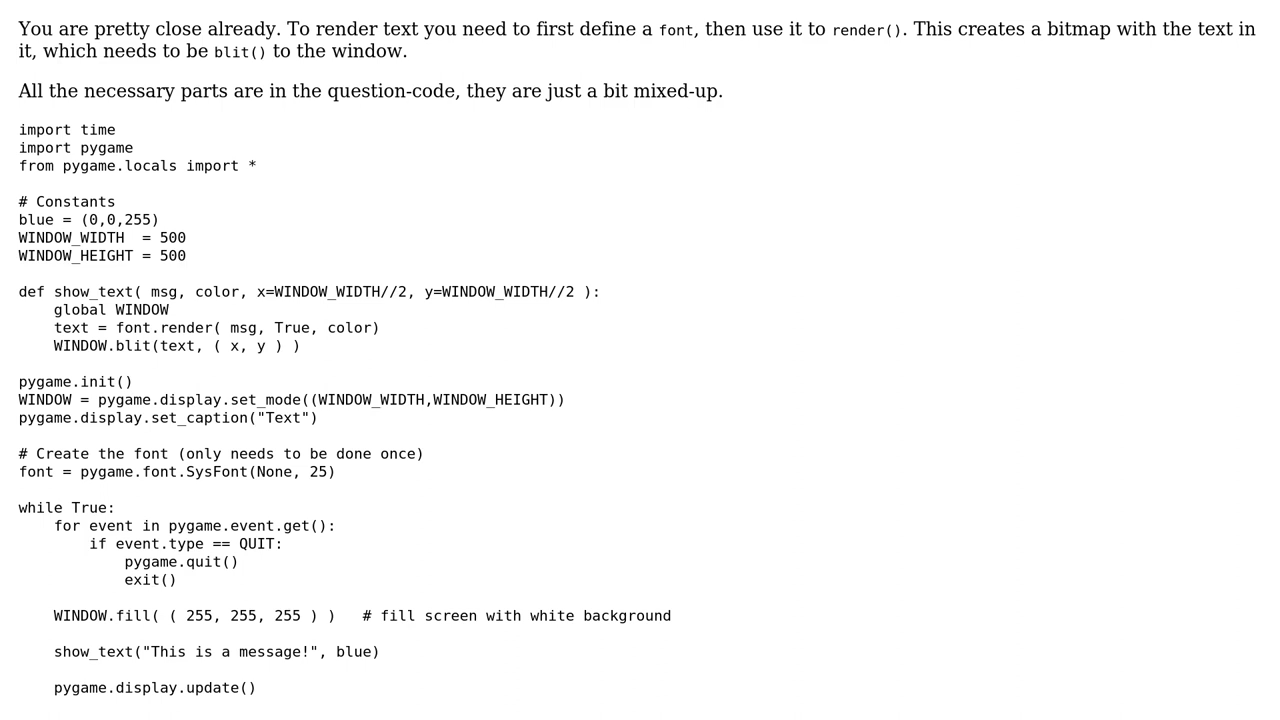 You are pretty close already. To render text you need to first define a font, then use it to render(). This creates a bitmap with the text in
it, which needs to be blit() to the window.
All the necessary parts are in the question-code, they are just a bit mixed-up.
import time
import pygame
from pygame.locals import *
# Constants
blue = (0,0,255)
WINDOW_WIDTH  = 500
WINDOW_HEIGHT = 500
def show_text( msg, color, x=WINDOW_WIDTH//2, y=WINDOW_WIDTH//2 ):
    global WINDOW
    text = font.render( msg, True, color)
    WINDOW.blit(text, ( x, y ) )
pygame.init()
WINDOW = pygame.display.set_mode((WINDOW_WIDTH,WINDOW_HEIGHT))
pygame.display.set_caption("Text")
# Create the font (only needs to be done once)
font = pygame.font.SysFont(None, 25)
while True:
    for event in pygame.event.get():
        if event.type == QUIT:
            pygame.quit()
            exit()
    WINDOW.fill( ( 255, 255, 255 ) )   # fill screen with white background
    show_text("This is a message!", blue)
    pygame.display.update()